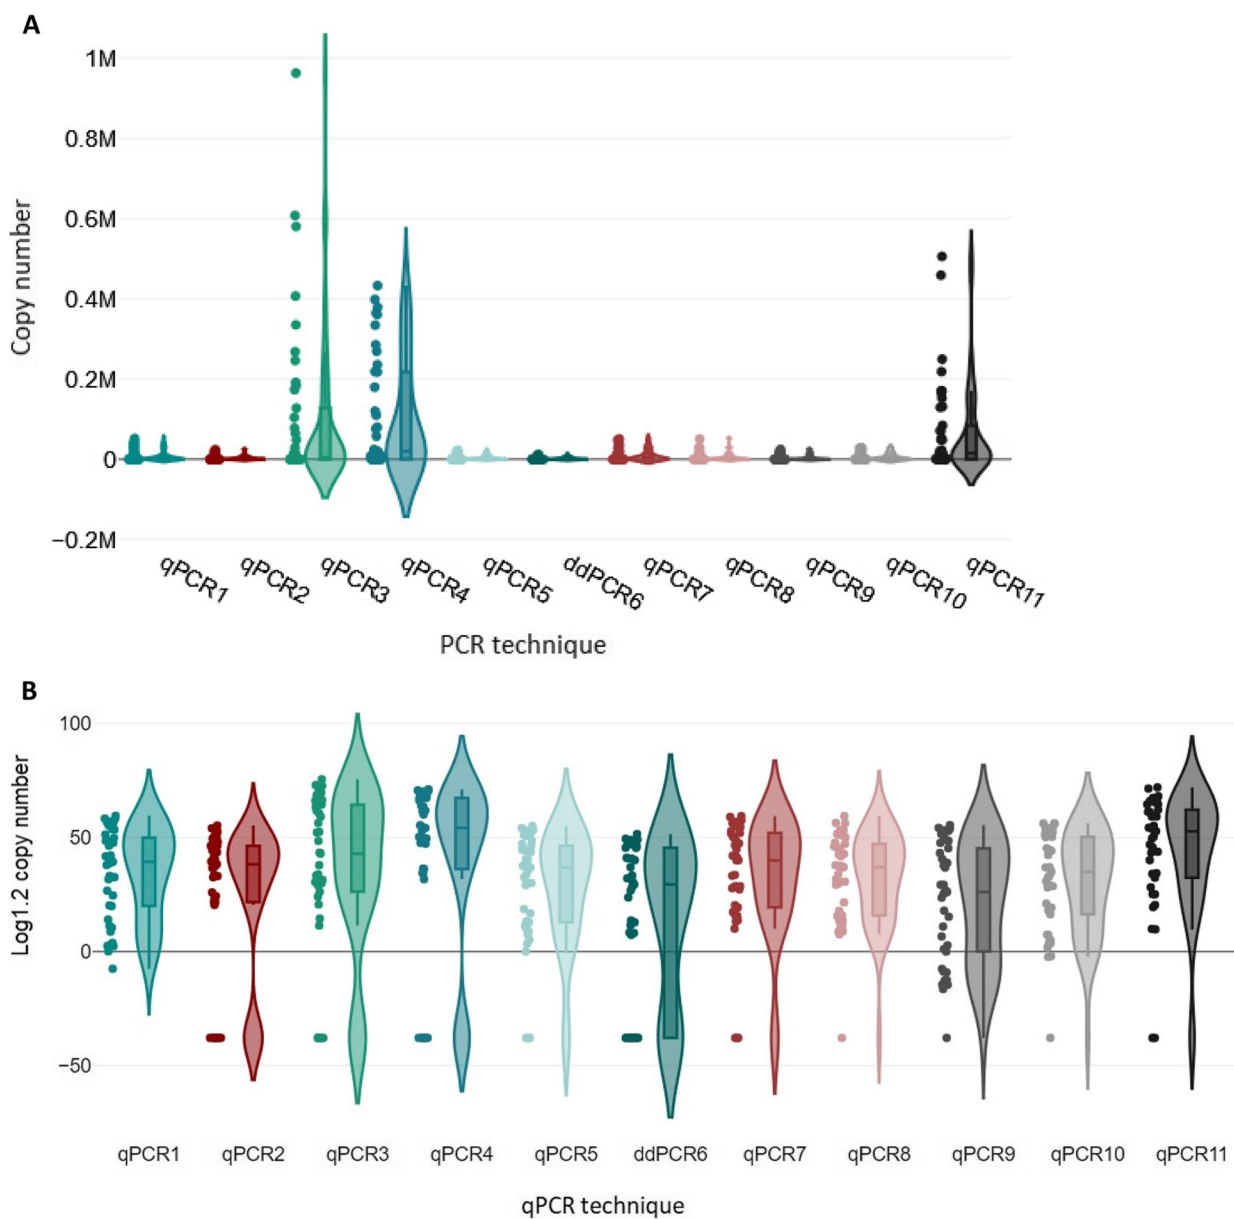 A
1M
0.8M
0.6M
0.4M
0.2M
0
−0.2M
Copy number
qPCR1
qPCR2
qPCR3
qPCR4
qPCR5
ddPCR6
qPCR7
qPCR8
qPCR9
qPCR10
qPCR11
PCR technique
B
100
50
0
−50
Log1.2 copy number
qPCR1 qPCR2 qPCR3 qPCR4 qPCR5 ddPCR6 qPCR7 qPCR8 qPCR9 qPCR10 qPCR11
qPCR technique